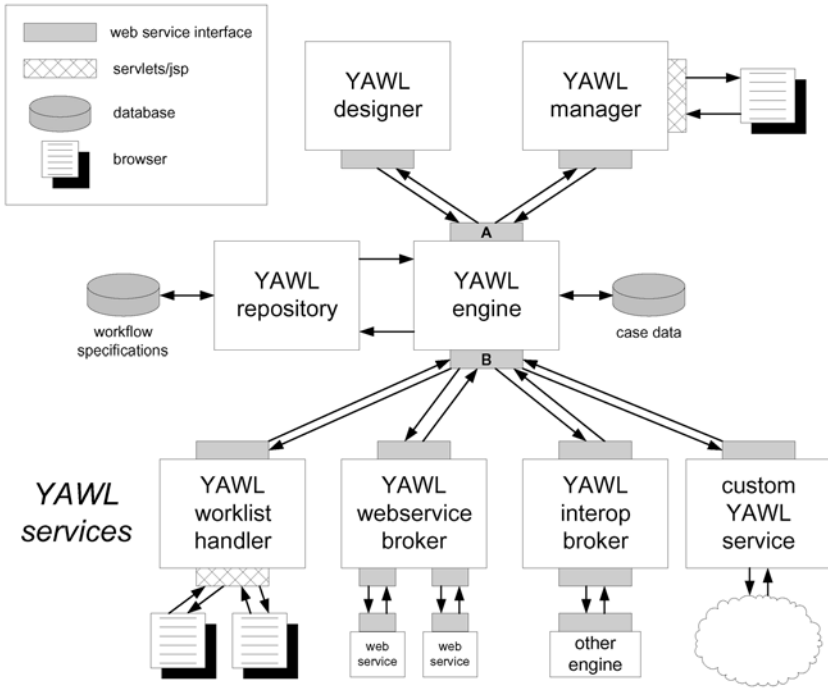 web service interface
servlets/jsp
database
browser
YAWL
designer
YAWL
manager
A
YAWL
repository
YAWL
engine
workflow
specifications
case data
B
YAWL
services
YAWL
worklist
handler
YAWL
webservice
broker
YAWL
interop
broker
custom
YAWL
service
web
service
web
service
other
engine